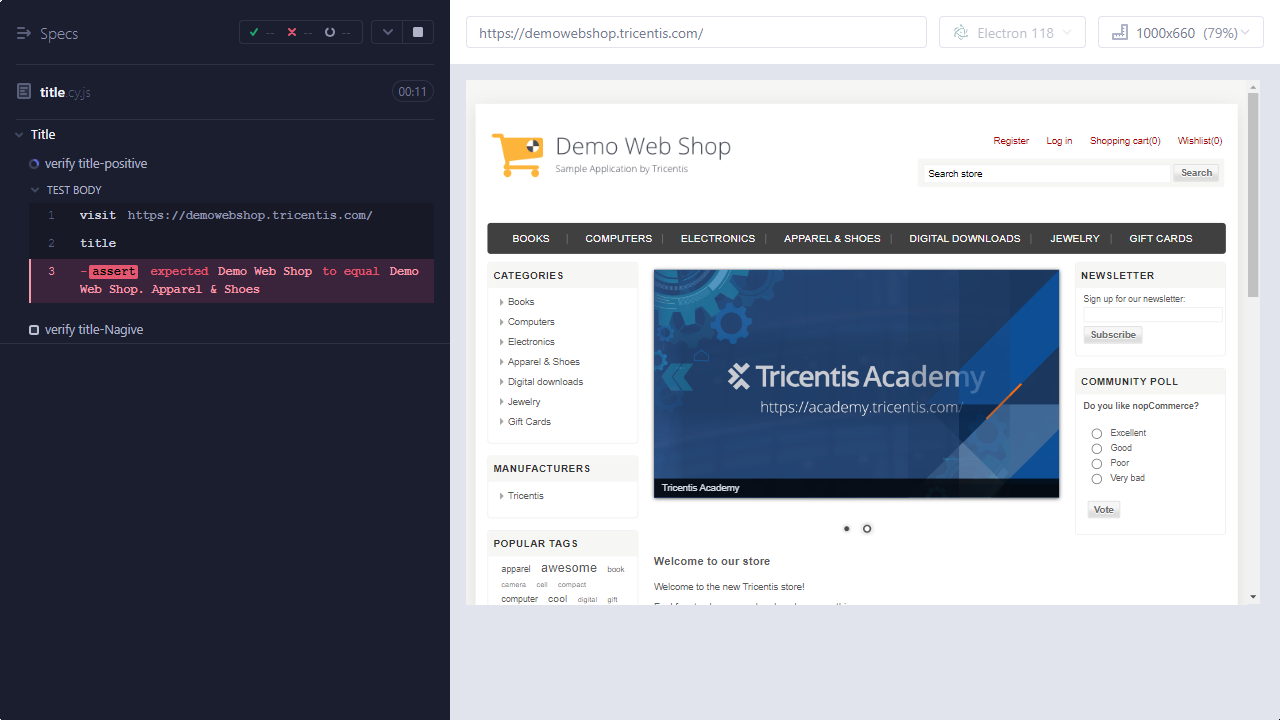 Specs
--
--
--
title.cy.js
00:11
Title
verify title-positive
TEST BODY
1 visit https://demowebshop.tricentis.com/
2 title
3 -assert expected Demo Web Shop to equal Demo
Web Shop. Apparel & Shoes
verify title-Nagive
https://demowebshop.tricentis.com/
Electron 118
1000x660 (79%)
Demo Web Shop
Sample Application by Tricentis
Register Log in Shopping cart(0) Wishlist(0)
Search store
Search
BOOKS | COMPUTERS | ELECTRONICS | APPAREL & SHOES | DIGITAL DOWNLOADS | JEWELRY | GIFT CARDS
CATEGORIES
Books
Computers
Electronics
Apparel & Shoes
Digital downloads
Jewelry
Gift Cards
MANUFACTURERS
Tricentis
POPULAR TAGS
apparel awesome book
camera cell compact
computer cool digital gift
Tricentis Academy
https://academy.tricentis.com/
Tricentis Academy
Welcome to our store
Welcome to the new Tricentis store!
NEWSLETTER
Sign up for our newsletter:
Subscribe
COMMUNITY POLL
Do you like nopCommerce?
Excellent
Good
Poor
Very bad
Vote